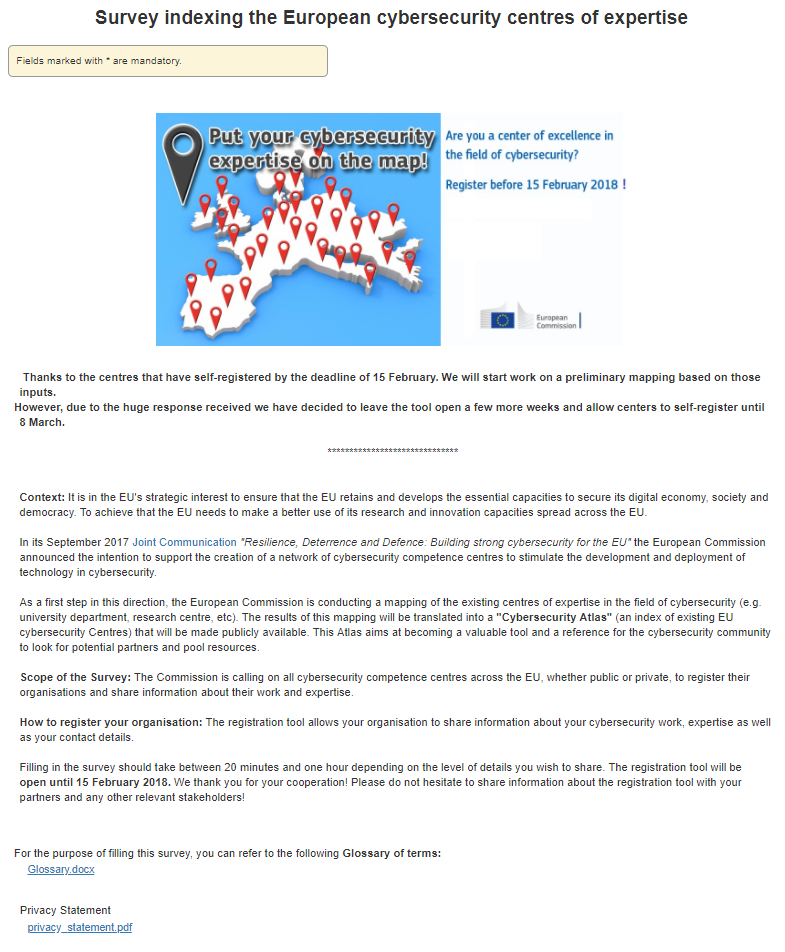 Survey indexing the European cybersecurity centres of expertise
Fields marked with * are mandatory.
Put your cybersecurity
expertise on the map!
Are you a center of excellence in
the field of cybersecurity?
Register before 15 February 2018 !
European
Commission
Thanks to the centres that have self-registered by the deadline of 15 February. We will start work on a preliminary mapping based on those
inputs.
However, due to the huge response received we have decided to leave the tool open a few more weeks and allow centers to self-register until
8 March.
******************************
Context: It is in the EU's strategic interest to ensure that the EU retains and develops the essential capacities to secure its digital economy, society and
democracy. To achieve that the EU needs to make a better use of its research and innovation capacities spread across the EU.
In its September 2017 Joint Communication "Resilience, Deterrence and Defence: Building strong cybersecurity for the EU" the European Commission
announced the intention to support the creation of a network of cybersecurity competence centres to stimulate the development and deployment of
technology in cybersecurity.
As a first step in this direction, the European Commission is conducting a mapping of the existing centres of expertise in the field of cybersecurity (e.g.
university department, research centre, etc). The results of this mapping will be translated into a "Cybersecurity Atlas" (an index of existing EU
cybersecurity Centres) that will be made publicly available. This Atlas aims at becoming a valuable tool and a reference for the cybersecurity community
to look for potential partners and pool resources.
Scope of the Survey: The Commission is calling on all cybersecurity competence centres across the EU, whether public or private, to register their
organisations and share information about their work and expertise.
How to register your organisation: The registration tool allows your organisation to share information about your cybersecurity work, expertise as well
as your contact details.
Filling in the survey should take between 20 minutes and one hour depending on the level of details you wish to share. The registration tool will be
open until 15 February 2018. We thank you for your cooperation! Please do not hesitate to share information about the registration tool with your
partners and any other relevant stakeholders!
For the purpose of filling this survey, you can refer to the following Glossary of terms:
Glossary.docx
Privacy Statement
privacy_statement.pdf